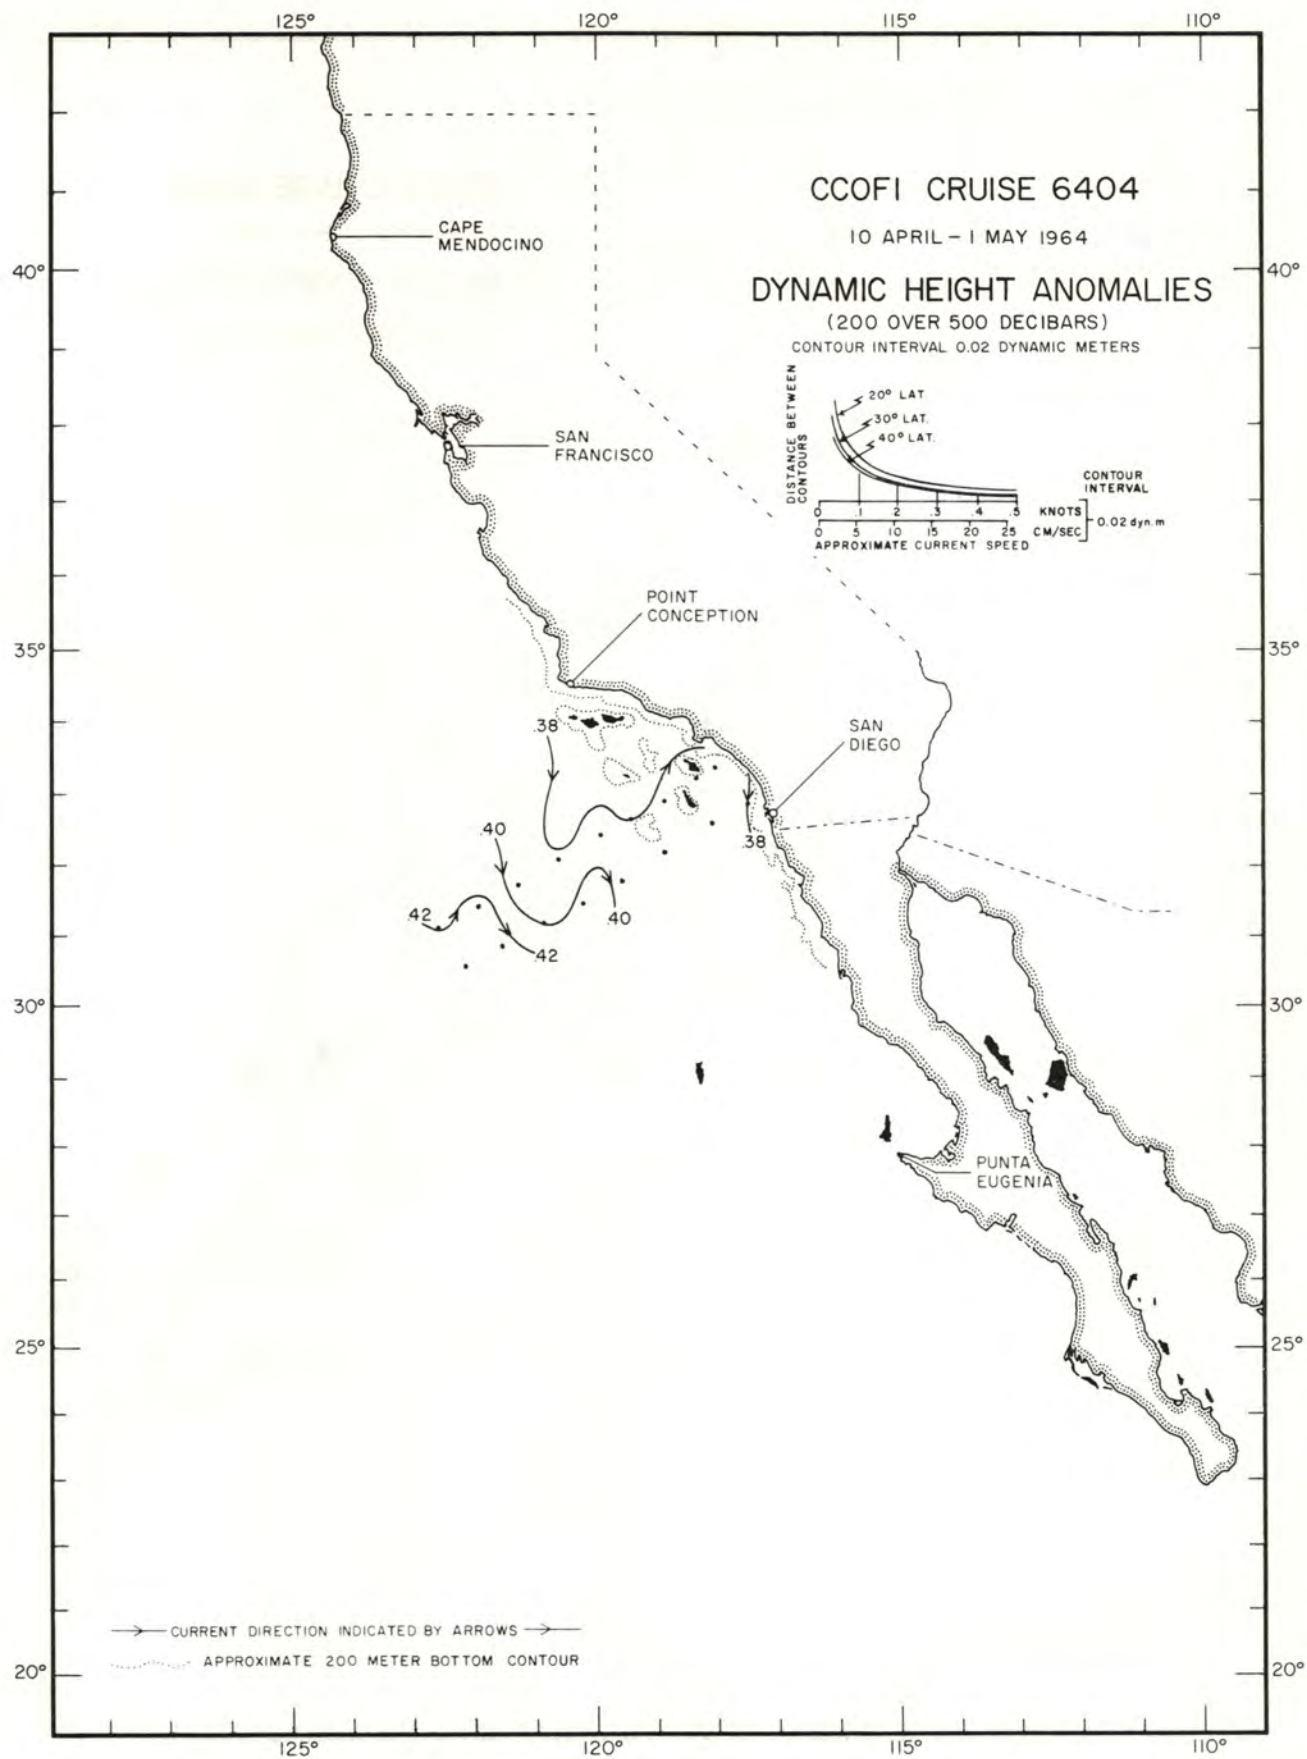 125° 120° 115° 110°
CCOFI CRUISE 6404
10 APRIL – 1 MAY 1964
DYNAMIC HEIGHT ANOMALIES
(200 OVER 500 DECIBARS)
CONTOUR INTERVAL 0.02 DYNAMIC METERS
DISTANCE BETWEEN
CONTOURS
20° LAT.
30° LAT.
40° LAT.
CONTOUR
INTERVAL
0 .1 .2 .3 .4 .5 KNOTS
0 5 10 15 20 25 CM/SEC
0.02 dyn. m
APPROXIMATE CURRENT SPEED
CAPE
MENDOCINO
40° 40°
SAN
FRANCISCO
POINT
CONCEPTION
35° 35°
.38
SAN
DIEGO
.40
.38
.42
.40
.42
30° 30°
PUNTA
EUGENIA
25° 25°
CURRENT DIRECTION INDICATED BY ARROWS
APPROXIMATE 200 METER BOTTOM CONTOUR
20° 20°
125° 120° 115° 110°